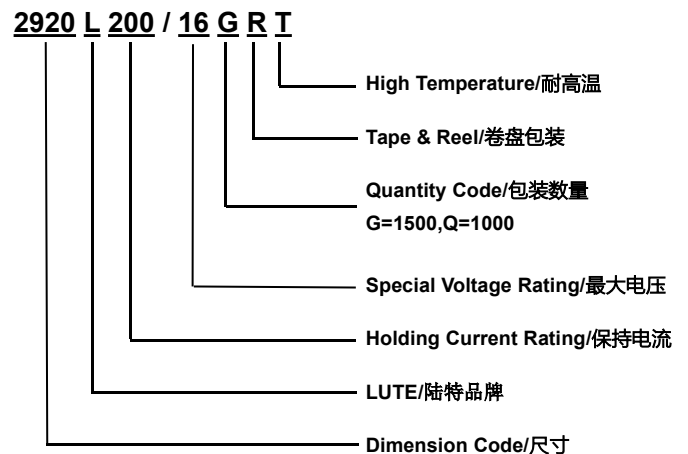 2920 L 200 / 16 G R T
High Temperature/耐高温
Tape & Reel/卷盘包装
Quantity Code/包装数量
G=1500,Q=1000
Special Voltage Rating/最大电压
Holding Current Rating/保持电流
LUTE/陆特品牌
Dimension Code/尺寸